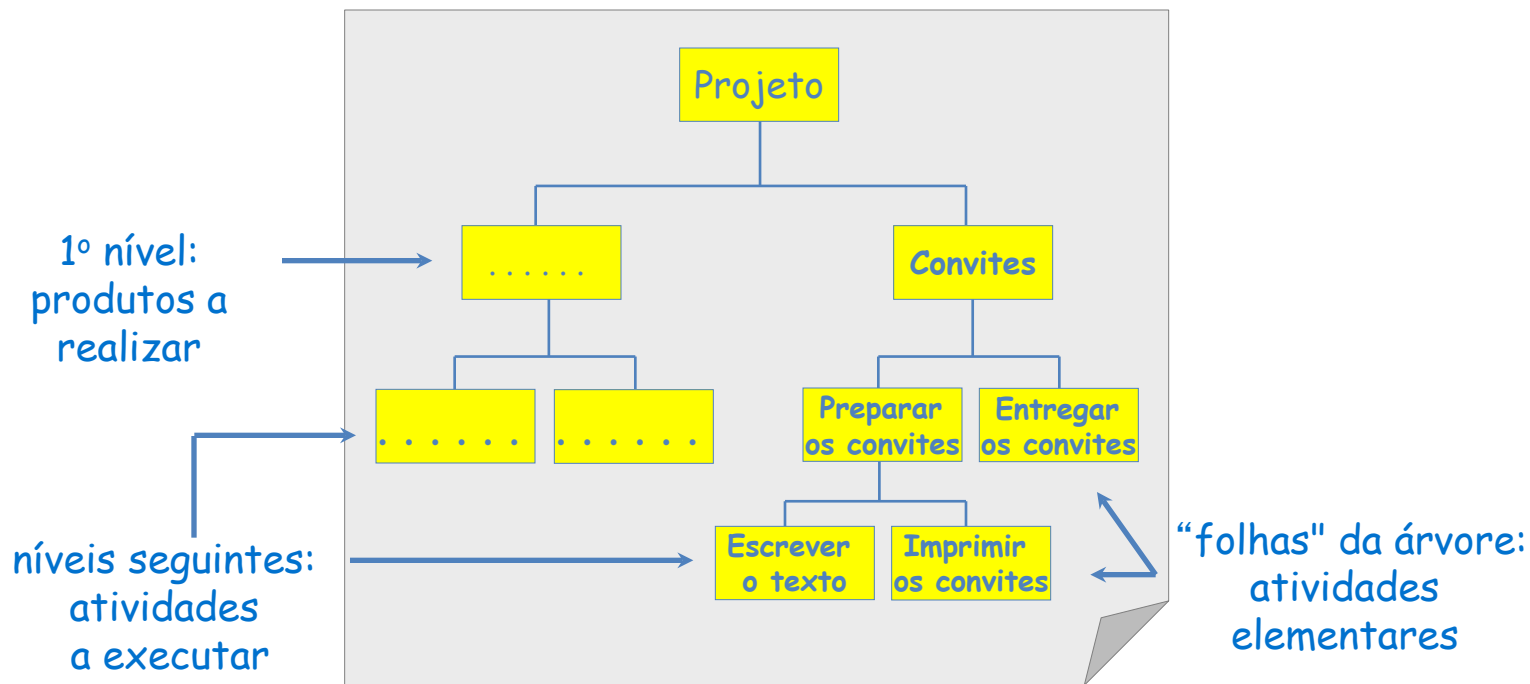 Projeto
1º nível:
produtos a
realizar
. . . . . .
Convites
. . . . . .
. . . . . .
Preparar
os convites
Entregar
os convites
níveis seguintes:
atividades
a executar
Escrever
o texto
Imprimir
os convites
“folhas" da árvore:
atividades
elementares